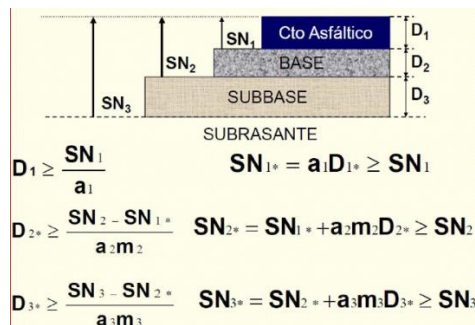 Cto Asfáltico
D1
SN1
BASE
D2
SN2
SUBBASE
D3
SN3
SUBRASANTE
D1 ≥ SN1 / a1
SN1* = a1D1* ≥ SN1
D2* ≥ SN2 - SN1* / a2m2
SN2* = SN1* + a2m2D2* ≥ SN2
D3* ≥ SN3 - SN2* / a3m3
SN3* = SN2* + a3m3D3* ≥ SN3